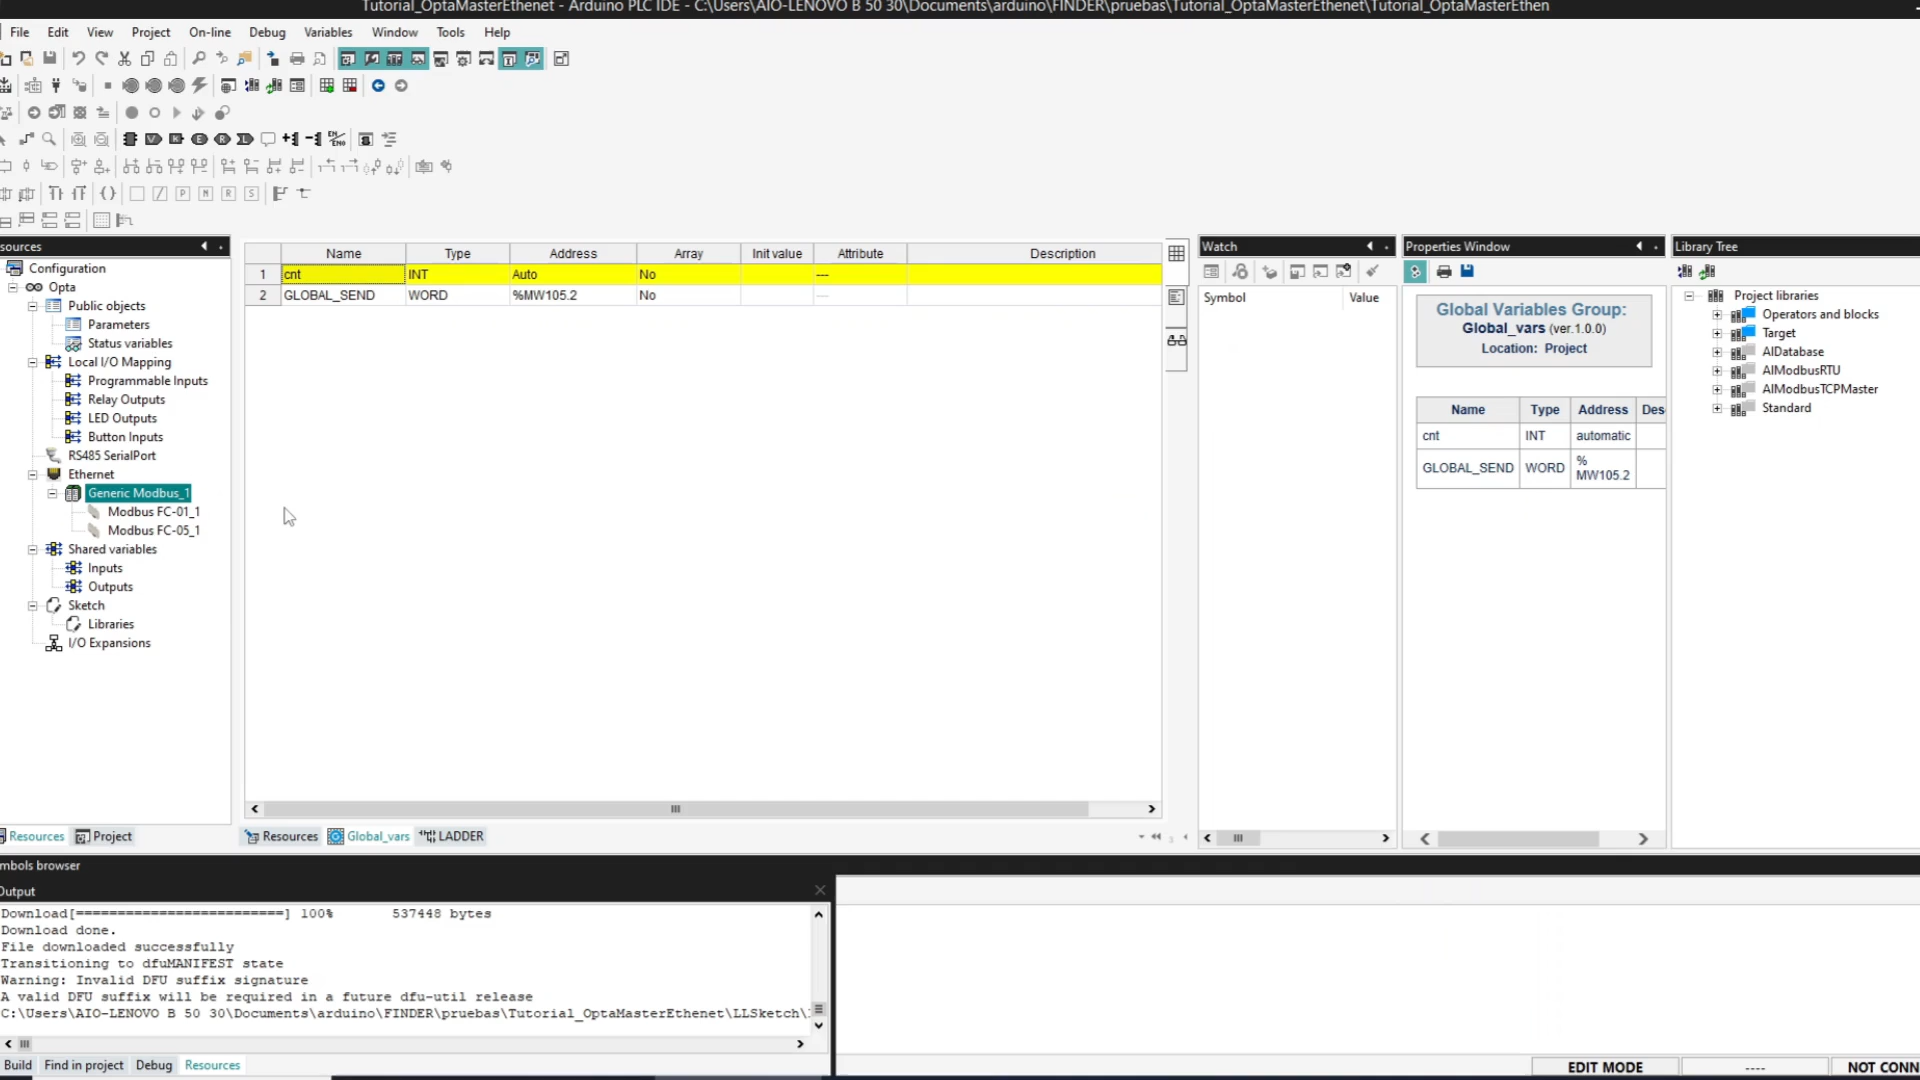 Tutorial_OptaMasterEthenet - Arduino PLC IDE - C:\Users\AIO-LENOVO B 50 30\Documents\arduino\FINDER\pruebas\Tutorial_OptaMasterEthenet\Tutorial_OptaMasterEthen
File Edit View Project On-line Debug Variables Window Tools Help
sources
Configuration
Opta
Public objects
Parameters
Status variables
Local I/O Mapping
Programmable Inputs
Relay Outputs
LED Outputs
Button Inputs
RS485 SerialPort
Ethernet
Generic Modbus_1
Modbus FC-01_1
Modbus FC-05_1
Shared variables
Inputs
Outputs
Sketch
Libraries
I/O Expansions
Resources Project
Name Type Address Array Init value Attribute Description
1 cnt INT Auto No ---
2 GLOBAL_SEND WORD %MW105.2 No ---
Resources Global_vars LADDER
Watch
Symbol Value
Properties Window
Global Variables Group:
Global_vars (ver.1.0.0)
Location: Project
Name Type Address Des
cnt INT automatic
GLOBAL_SEND WORD %
MW105.2
Library Tree
Project libraries
Operators and blocks
Target
AlDatabase
AlModbusRTU
AlModbusTCPMaster
Standard
mbols browser
Output
Download[=========================] 100% 537448 bytes
Download done.
File downloaded successfully
Transitioning to dfuMANIFEST state
Warning: Invalid DFU suffix signature
A valid DFU suffix will be required in a future dfu-util release
C:\Users\AIO-LENOVO B 50 30\Documents\arduino\FINDER\pruebas\Tutorial_OptaMasterEthenet\LLSketch\
Build Find in project Debug Resources
EDIT MODE ---- NOT CONN